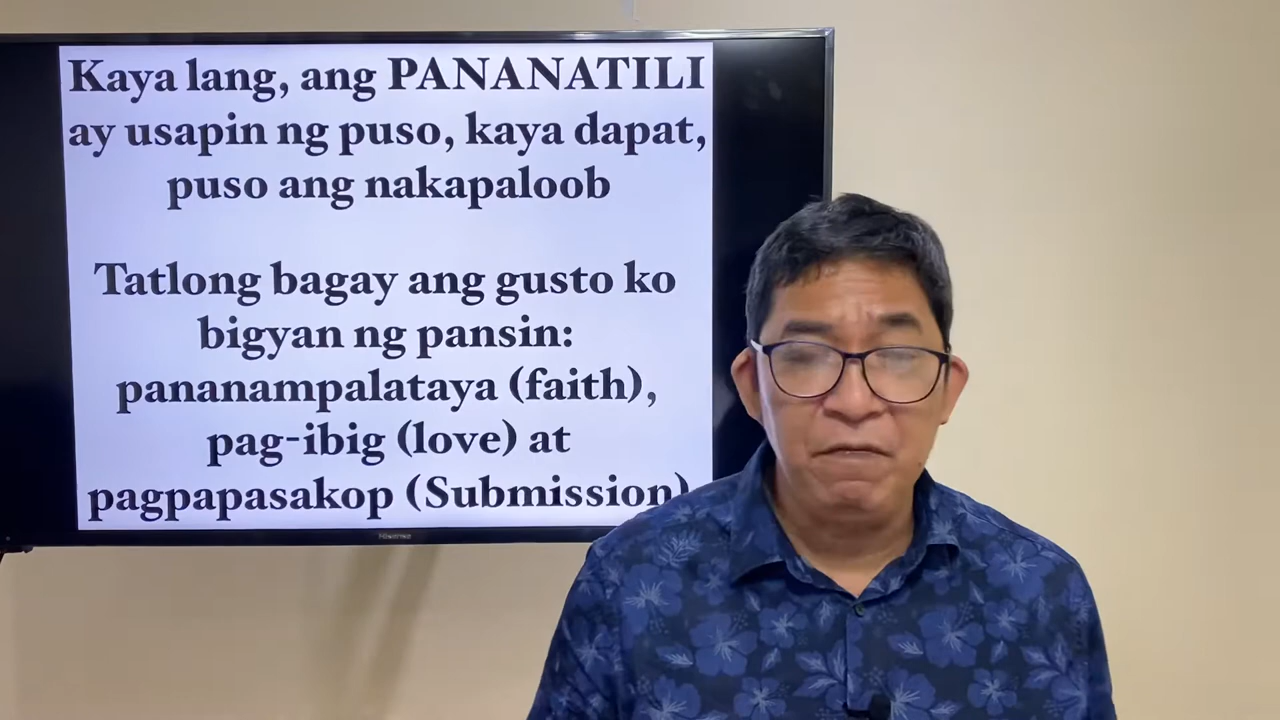 Kaya lang, ang PANANATILI
ay usapin ng puso, kaya dapat,
puso ang nakapaloob
Tatlong bagay ang gusto ko
bigyan ng pansin:
pananampalataya (faith),
pag-ibig (love) at
pagpapasakop (Submission)
Hisense